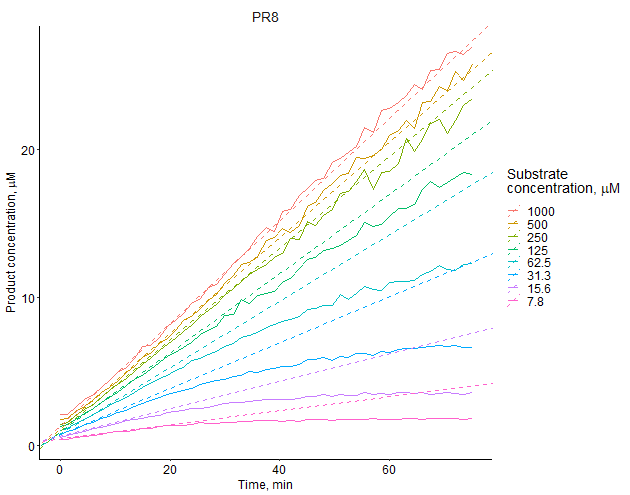 PR8
Product concentration, µM
20
10
0
0 20 40 60
Time, min
Substrate
concentration, µM
1000
500
250
125
62.5
31.3
15.6
7.8